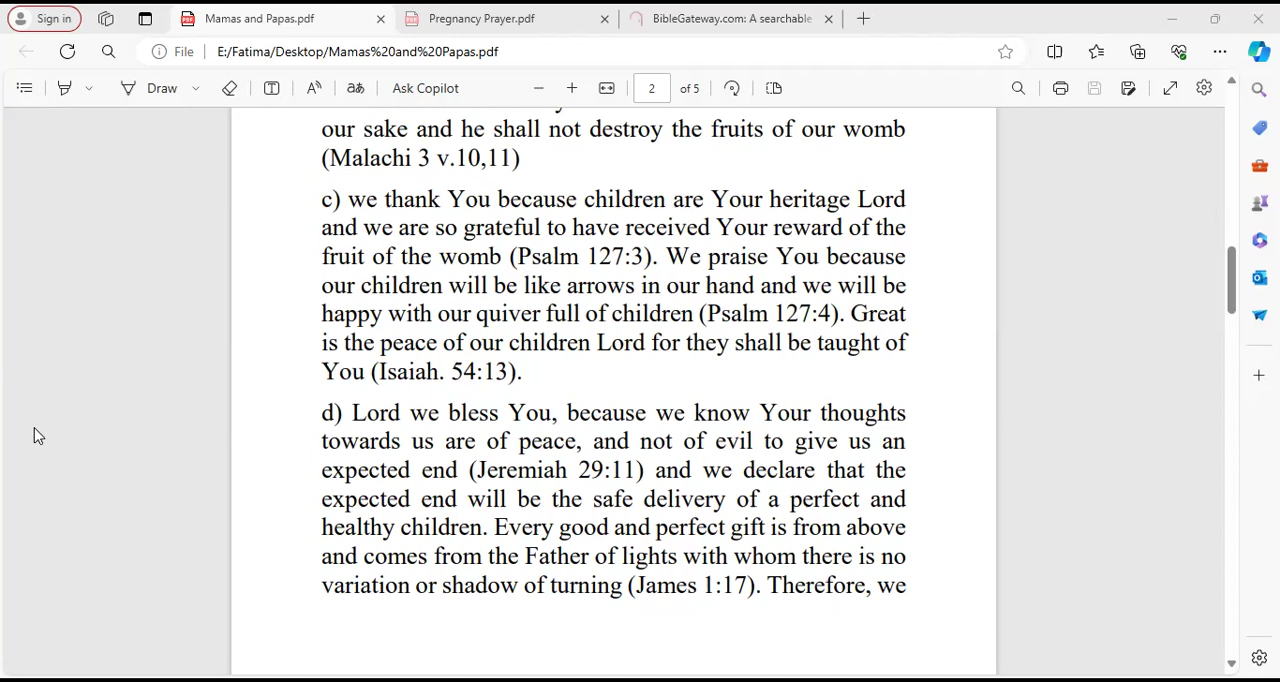 Sign in
Mamas and Papas.pdf
Pregnancy Prayer.pdf
BibleGateway.com: A searchable
File
E:/Fatima/Desktop/Mamas%20and%20Papas.pdf
Draw
Ask Copilot
2 of 5
our sake and he shall not destroy the fruits of our womb
(Malachi 3 v.10,11)
c) we thank You because children are Your heritage Lord
and we are so grateful to have received Your reward of the
fruit of the womb (Psalm 127:3). We praise You because
our children will be like arrows in our hand and we will be
happy with our quiver full of children (Psalm 127:4). Great
is the peace of our children Lord for they shall be taught of
You (Isaiah. 54:13).
d) Lord we bless You, because we know Your thoughts
towards us are of peace, and not of evil to give us an
expected end (Jeremiah 29:11) and we declare that the
expected end will be the safe delivery of a perfect and
healthy children. Every good and perfect gift is from above
and comes from the Father of lights with whom there is no
variation or shadow of turning (James 1:17). Therefore, we